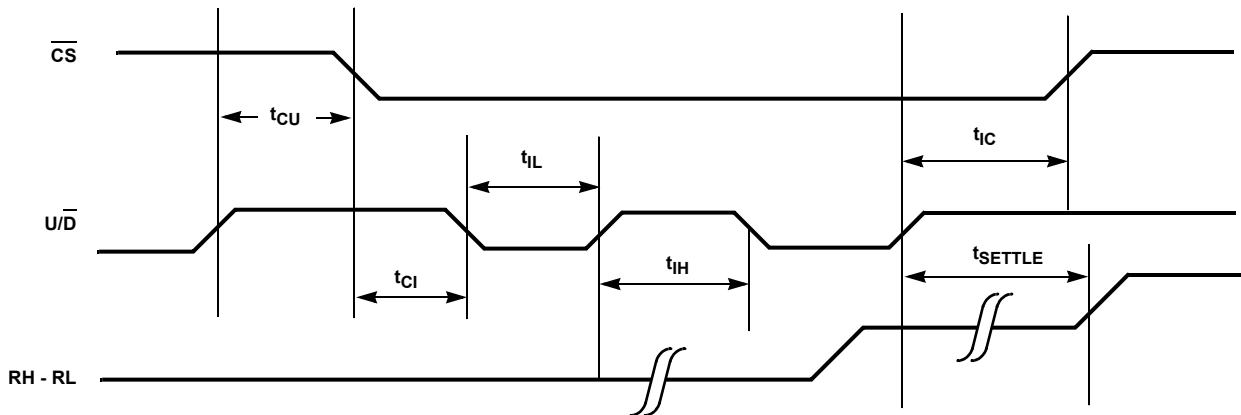 CS
tCU
tIC
tIL
U/D
tSETTLE
tIH
tCI
RH - RL